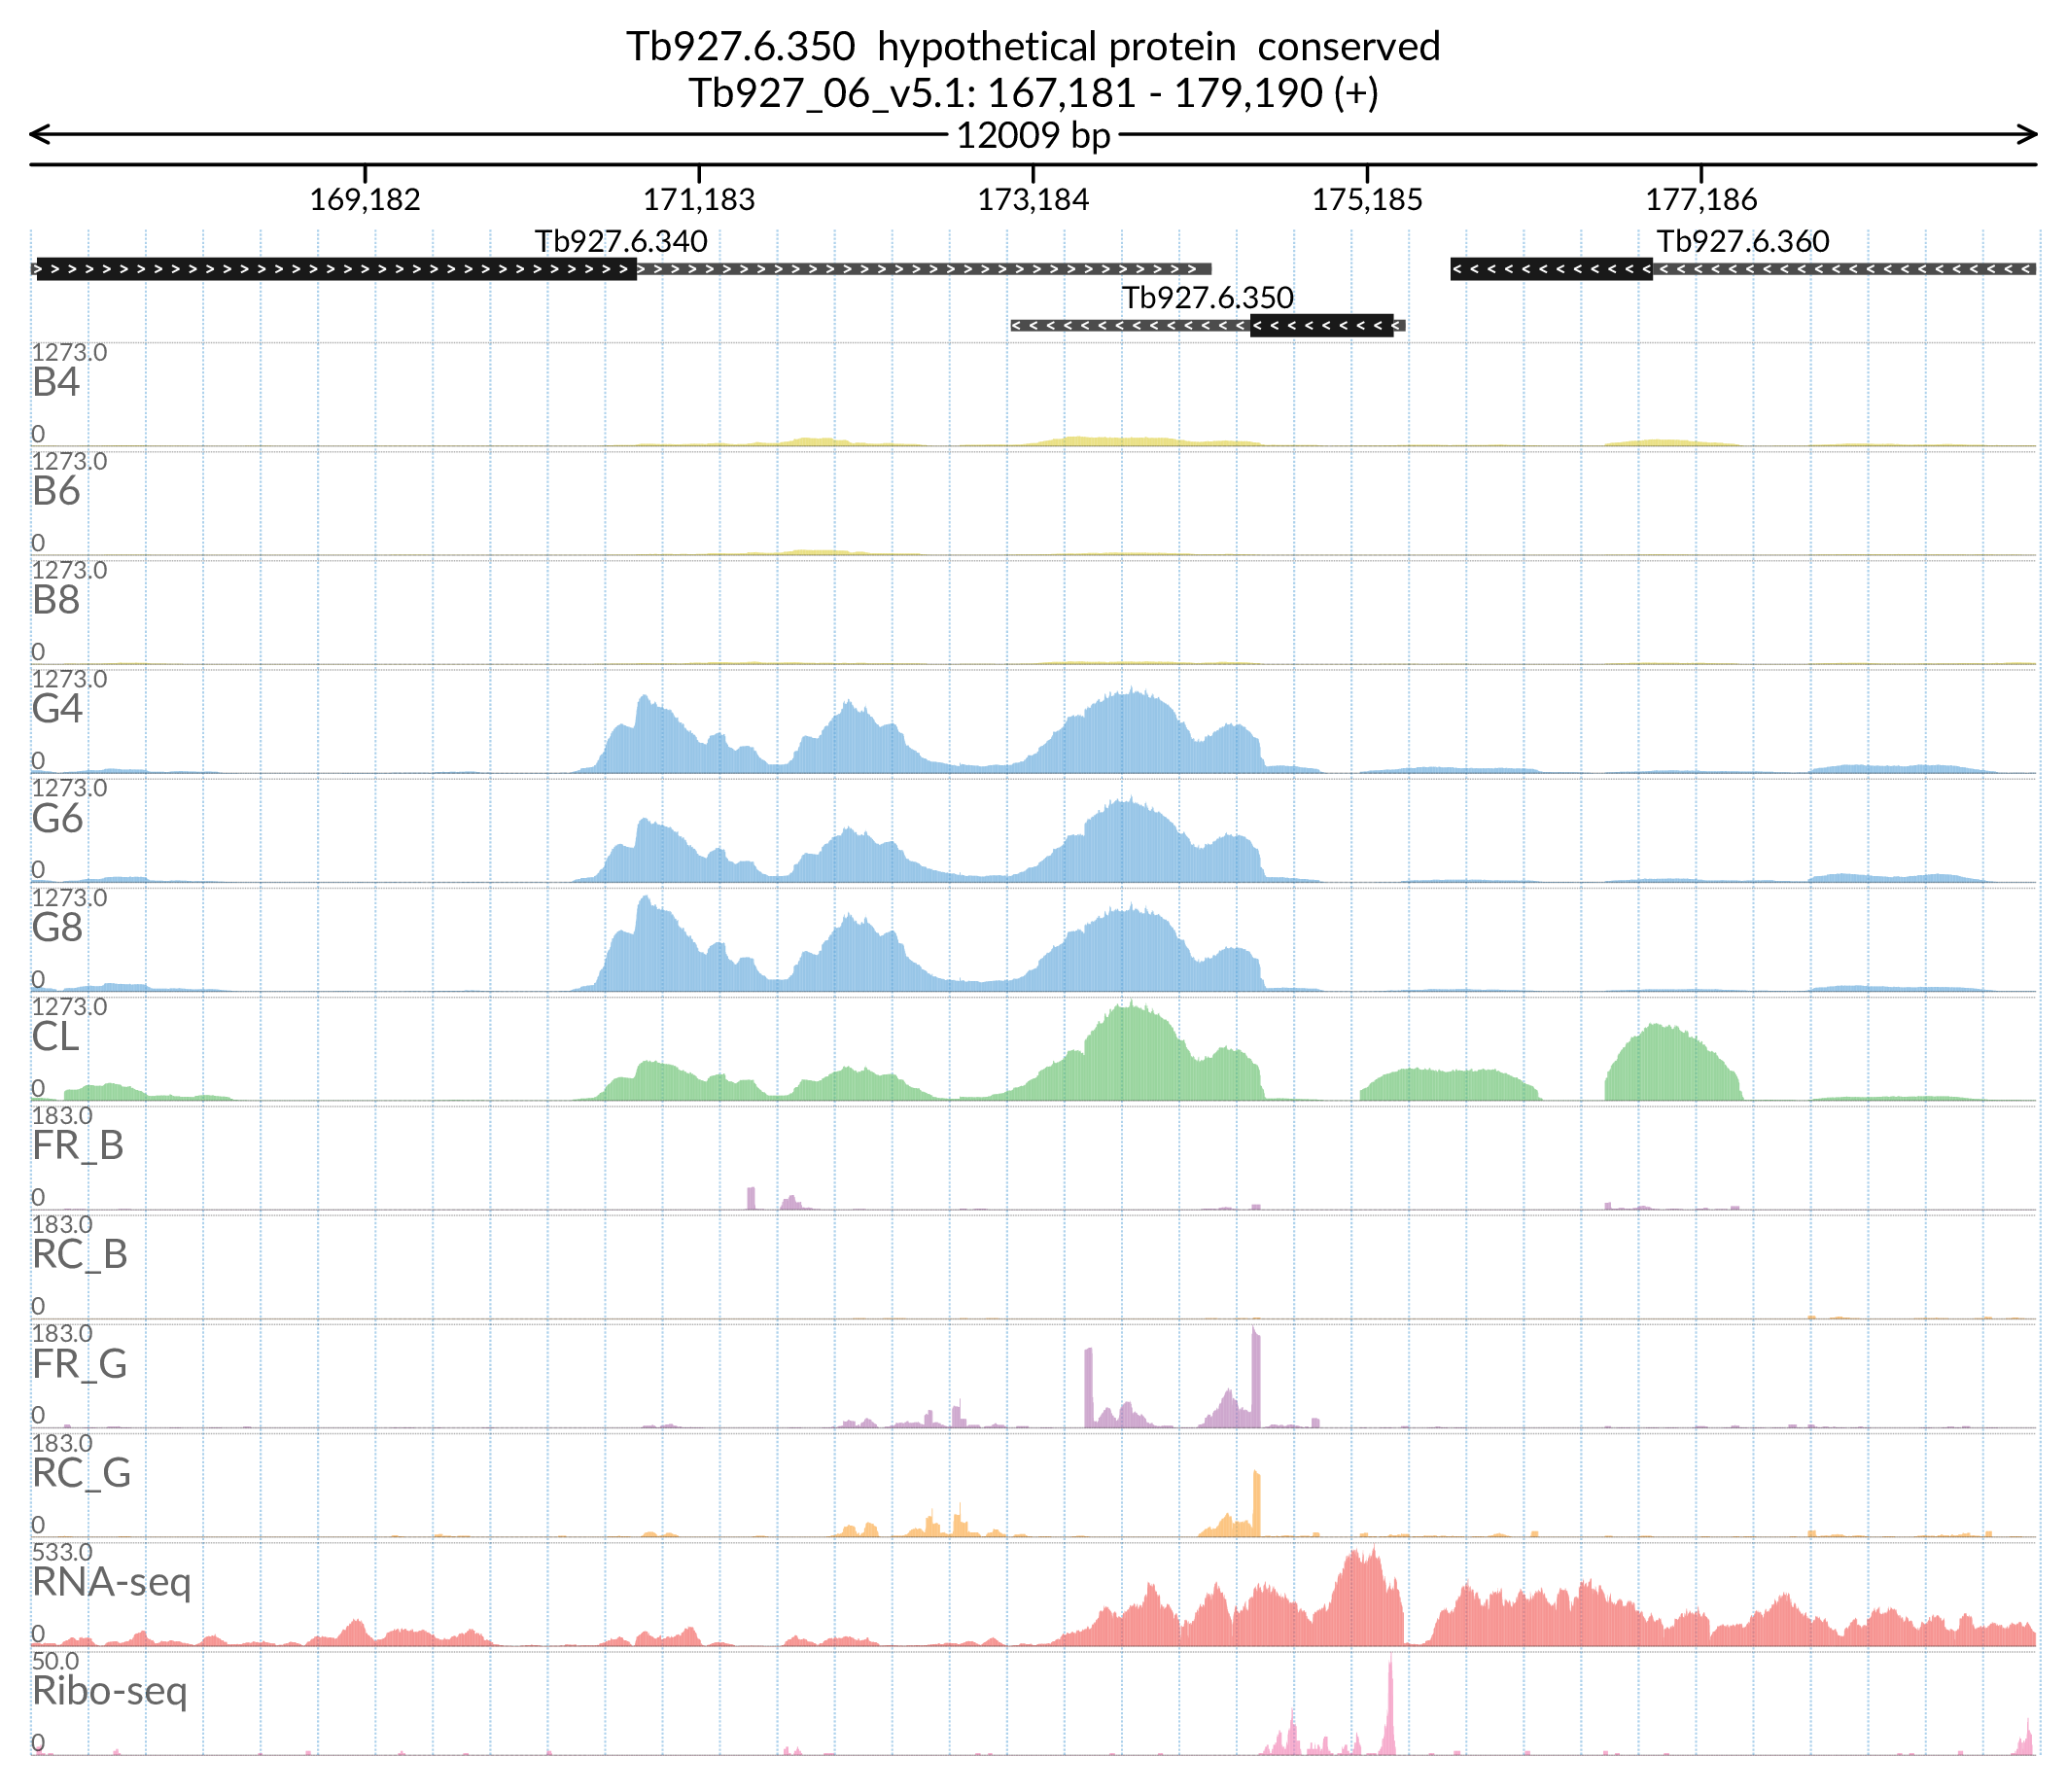 Tb927.6.350 hypothetical protein conserved
Tb927_06_v5.1: 167,181 - 179,190 (+)
12009 bp
169,182 171,183 173,184 175,185 177,186
Tb927.6.340 Tb927.6.360
Tb927.6.350
1273.0
B4
0
1273.0
B6
0
1273.0
B8
0
1273.0
G4
0
1273.0
G6
0
1273.0
G8
0
1273.0
CL
0
183.0
FR_B
0
183.0
RC_B
0
183.0
FR_G
0
183.0
RC_G
0
533.0
RNA-seq
0
50.0
Ribo-seq
0